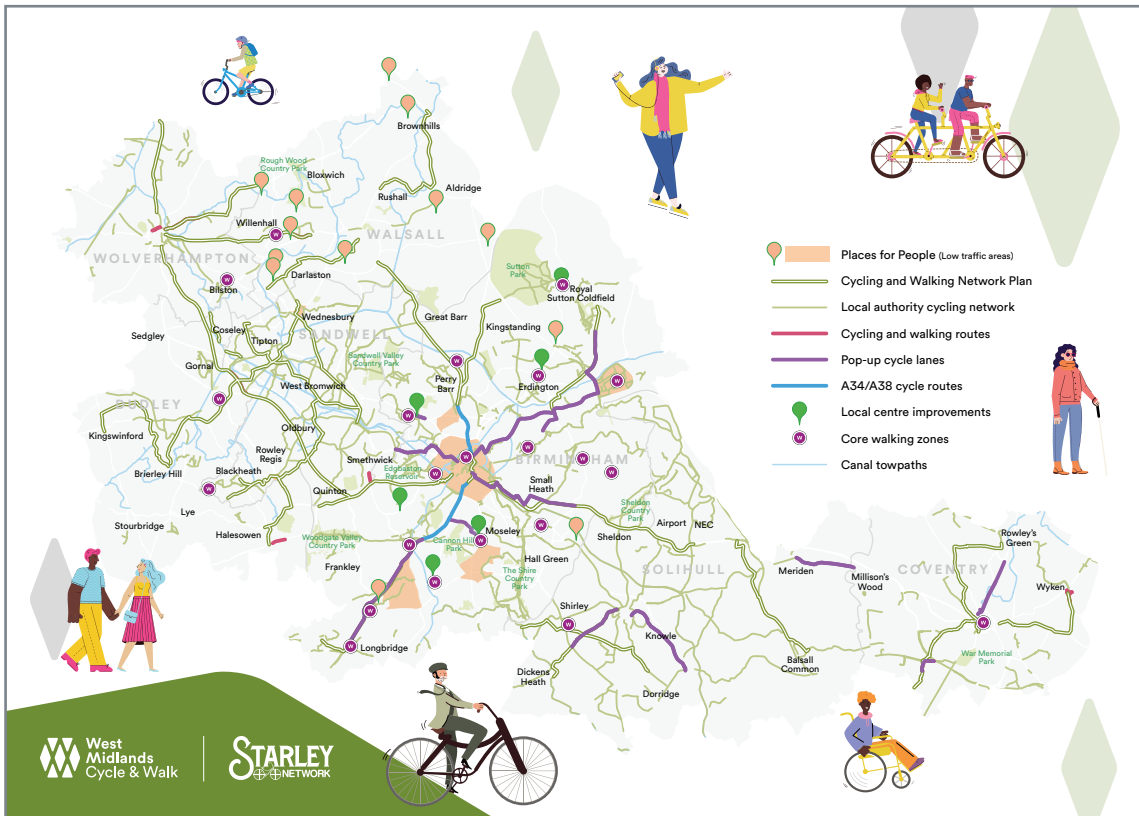 Brownhills
Rough Wood
Country Park
Bloxwich
Aldridge
Rushall
Willenhall
WALSALL
WOLVERHAMPTON
Sutton
Park
Darlaston
Bilston
Royal
Sutton Coldfield
Wednesbury
Great Barr
Kingstanding
Sedgley
Coseley
Tipton
SANDWELL
Sandwell Valley
Country Park
Gornal
Perry
Barr
West Bromwich
Erdington
DUDLEY
Kingswinford
Oldbury
Rowley
Regis
Smethwick
BIRMINGHAM
Brierley Hill
Blackheath
Edgbaston
Reservoir
Small
Heath
Quinton
Lye
Sheldon
Country
Park
Airport
NEC
Stourbridge
Halesowen
Woodgate Valley
Country Park
Cannon Hill
Park
Moseley
Sheldon
Hall Green
Frankley
The Shire
Country
Park
SOLIHULL
Meriden
Millison's
Wood
COVENTRY
Rowley's
Green
Wyken
Shirley
Knowle
Longbridge
Dickens
Heath
Dorridge
Balsall
Common
War Memorial
Park
Places for People (Low traffic areas)
Cycling and Walking Network Plan
Local authority cycling network
Cycling and walking routes
Pop-up cycle lanes
A34/A38 cycle routes
Local centre improvements
W Core walking zones
Canal towpaths
West
Midlands
Cycle & Walk
STARLEY
NETWORK